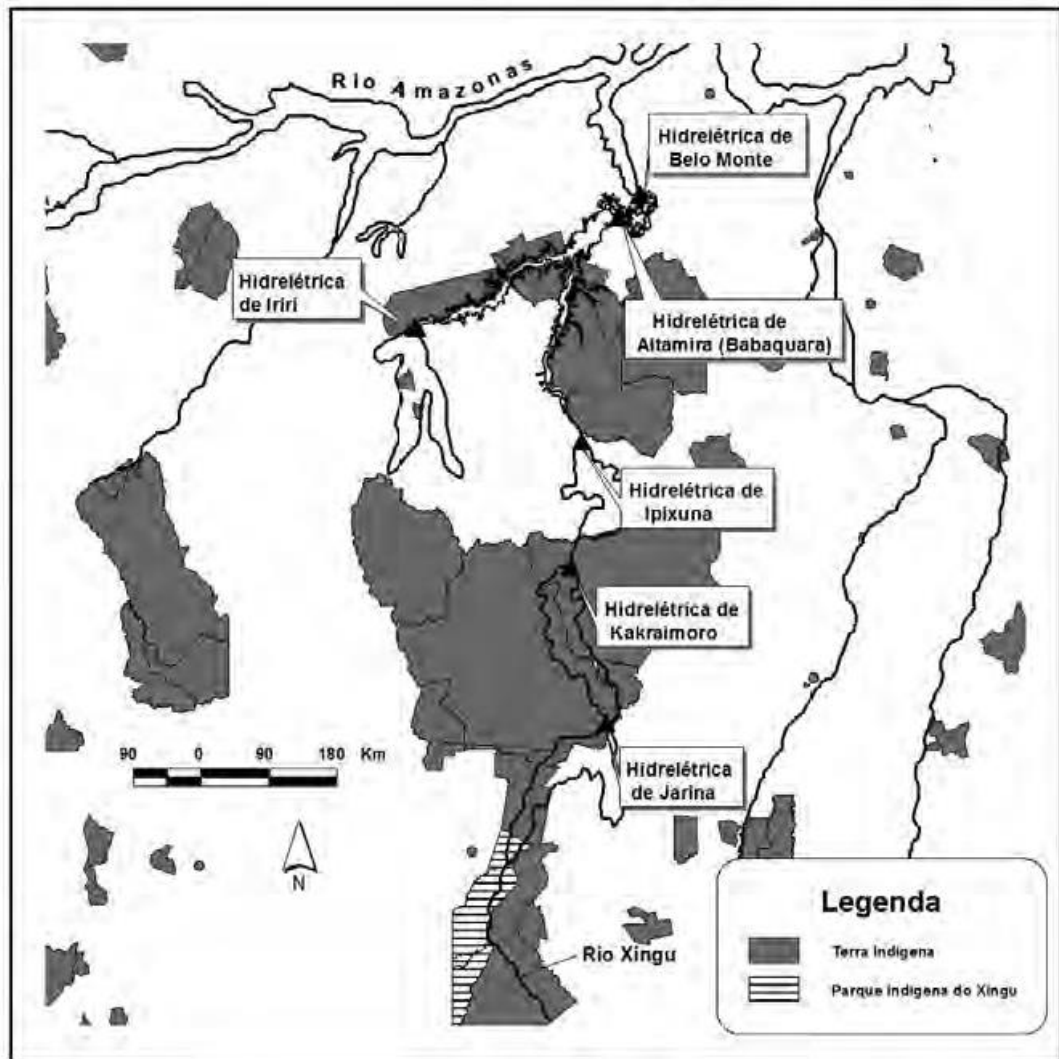 Rio Amazonas
Hidrelétrica de
Belo Monte
Hidrelétrica
de Iriri
Hidrelétrica de
Altamira (Babaquara)
Hidrelétrica de
Ipixuna
Hidrelétrica de
Kakraimoro
90 0 90 180 Km
Hidrelétrica
de Jarina
N
Rio Xingu
Legenda
Terra Indígena
Parque Indígena do Xingu